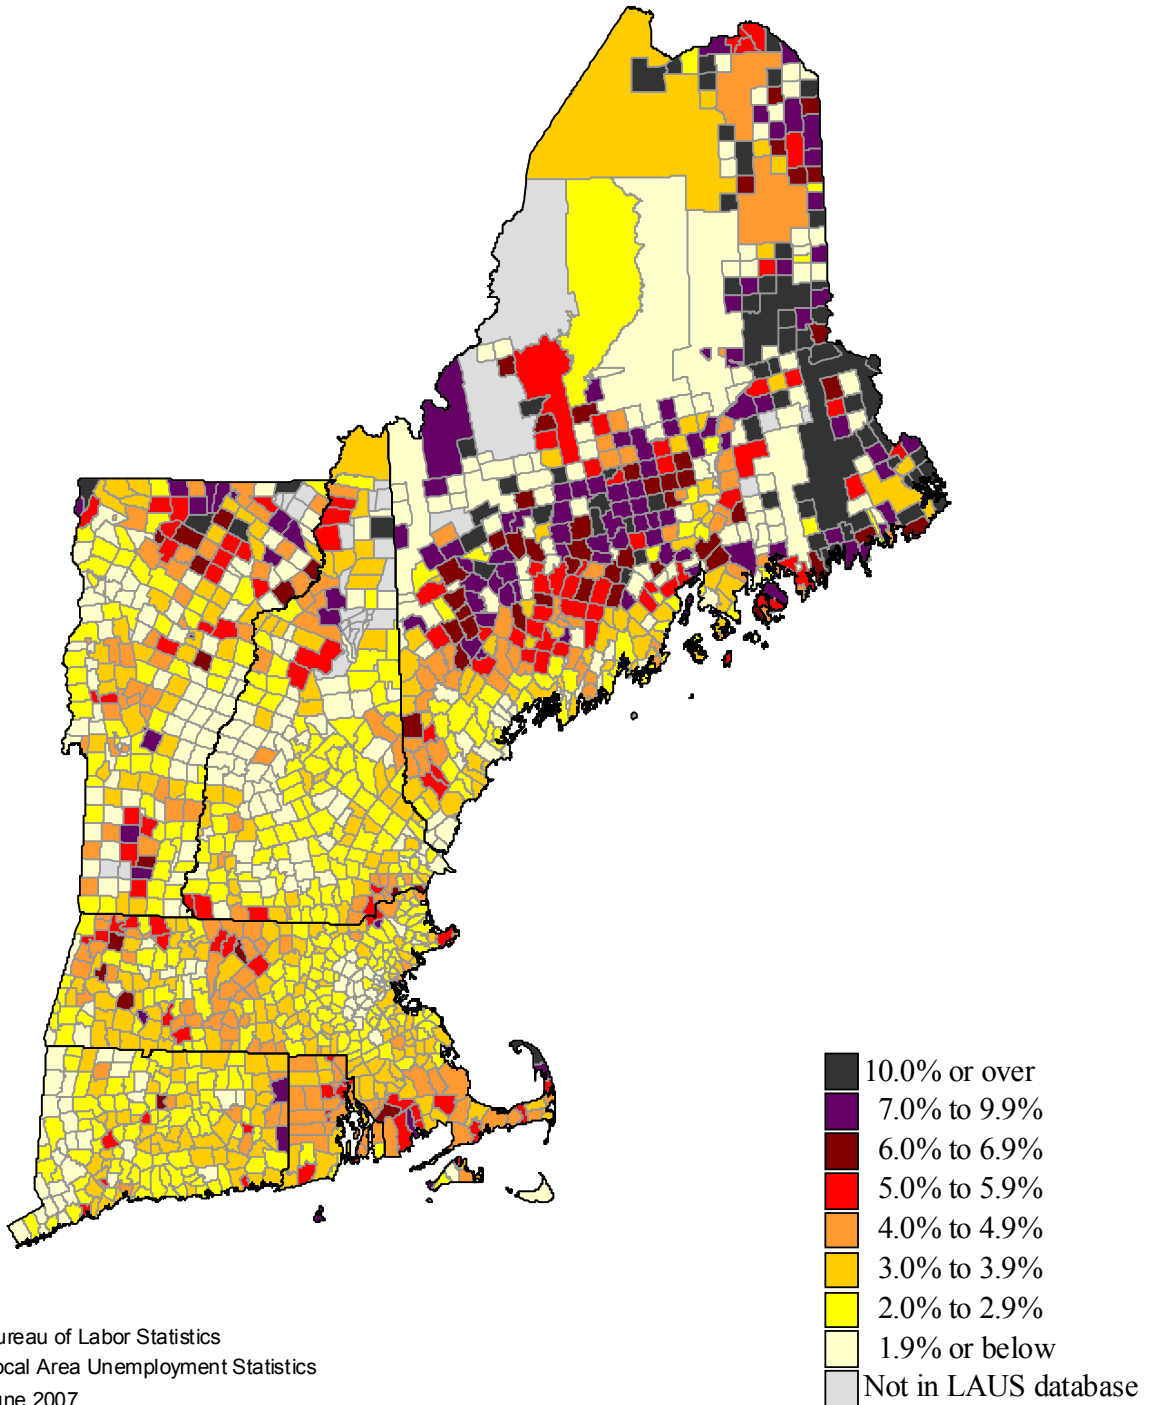 10.0% or over
7.0% to 9.9%
6.0% to 6.9%
5.0% to 5.9%
4.0% to 4.9%
3.0% to 3.9%
2.0% to 2.9%
1.9% or below
Not in LAUS database
ureau of Labor Statistics
ocal Area Unemployment Statistics
une 2007